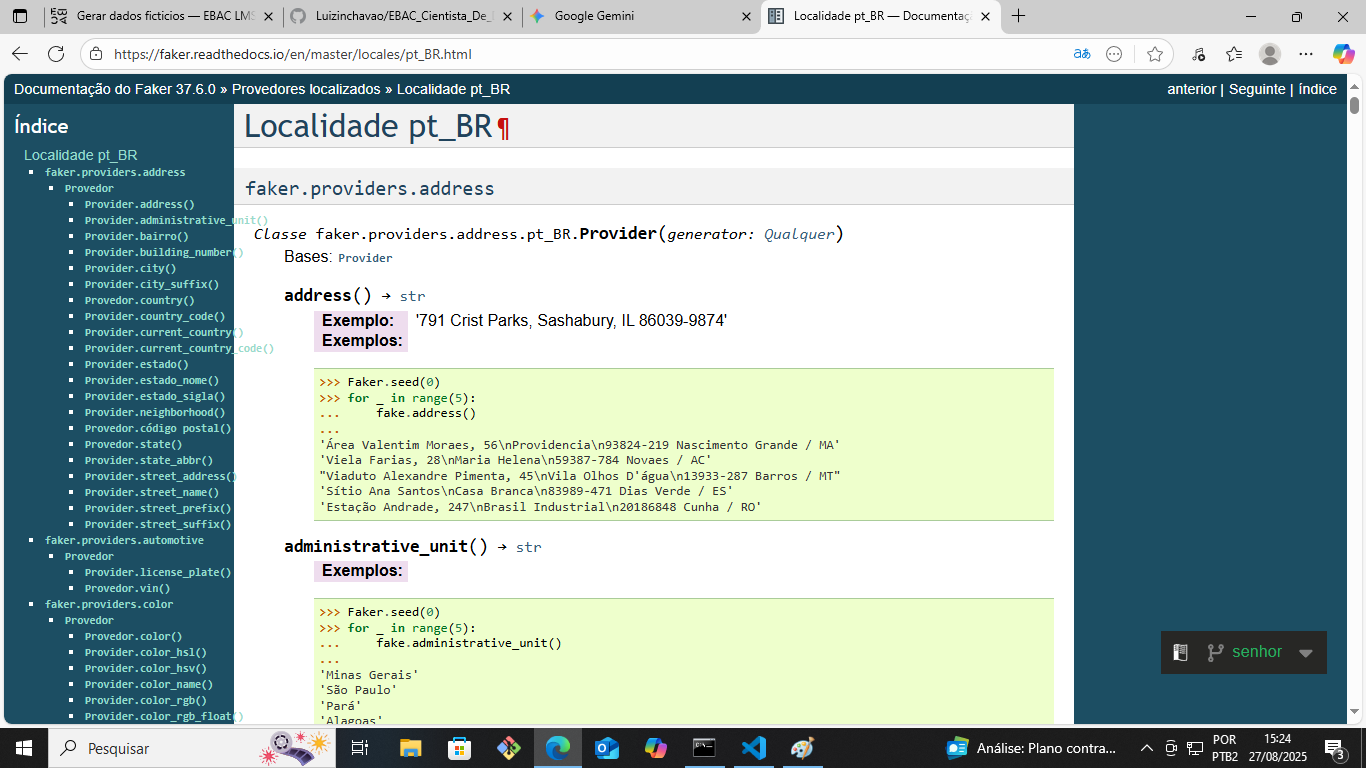 Gerar dados ficticios — EBAC LMS
Luizinchavao/EBAC_Cientista_De_
Google Gemini
Localidade pt_BR — Documentaçã
https://faker.readthedocs.io/en/master/locales/pt_BR.html
Documentação do Faker 37.6.0 » Provedores localizados » Localidade pt_BR
anterior | Seguinte | índice
Índice
Localidade pt_BR
faker.providers.address
Provedor
Provider.address()
Provider.administrative_unit()
Provider.bairro()
Provider.building_number()
Provider.city()
Provider.city_suffix()
Provedor.country()
Provider.country_code()
Provider.current_country()
Provider.current_country_code()
Provider.estado()
Provider.estado_nome()
Provider.estado_sigla()
Provider.neighborhood()
Provedor.código postal()
Provedor.state()
Provider.state_abbr()
Provider.street_address()
Provider.street_name()
Provider.street_prefix()
Provider.street_suffix()
faker.providers.automotive
Provedor
Provider.license_plate()
Provedor.vin()
faker.providers.color
Provedor
Provedor.color()
Provider.color_hsl()
Provider.color_hsv()
Provider.color_name()
Provider.color_rgb()
Provider.color_rgb_float()
Localidade pt_BR¶
faker.providers.address
Classe faker.providers.address.pt_BR.Provider(generator: Qualquer)
Bases: Provider
address() → str
Exemplo: '791 Crist Parks, Sashabury, IL 86039-9874'
Exemplos:
>>> Faker.seed(0)
>>> for _ in range(5):
... fake.address()
...
'Área Valentim Moraes, 56\nProvidencia\n93824-219 Nascimento Grande / MA'
'Viela Farias, 28\nMaria Helena\n59387-784 Novaes / AC'
"Viaduto Alexandre Pimenta, 45\nVila Olhos D'água\n13933-287 Barros / MT"
'Sítio Ana Santos\nCasa Branca\n83989-471 Dias Verde / ES'
'Estação Andrade, 247\nBrasil Industrial\n20186848 Cunha / RO'
administrative_unit() → str
Exemplos:
>>> Faker.seed(0)
>>> for _ in range(5):
... fake.administrative_unit()
...
'Minas Gerais'
'São Paulo'
'Pará'
'Alagoas'
senhor
Pesquisar
Análise: Plano contra...
POR
PTB2
15:24
27/08/2025
3